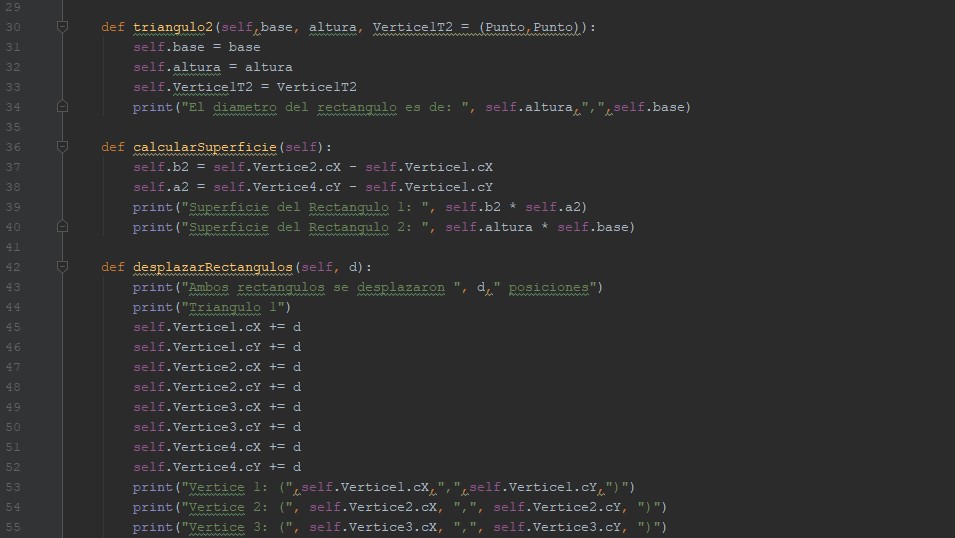 29
30 def triangulo2(self,base, altura, Vertice1T2 = (Punto,Punto)):
31 self.base = base
32 self.altura = altura
33 self.Vertice1T2 = Vertice1T2
34 print("El diametro del rectangulo es de: ", self.altura,",",self.base)
35
36 def calcularSuperficie(self):
37 self.b2 = self.Vertice2.cX - self.Vertice1.cX
38 self.a2 = self.Vertice4.cY - self.Vertice1.cY
39 print("Superficie del Rectangulo 1: ", self.b2 * self.a2)
40 print("Superficie del Rectangulo 2: ", self.altura * self.base)
41
42 def desplazarRectangulos(self, d):
43 print("Ambos rectangulos se desplazaron ", d," posiciones")
44 print("Triangulo 1")
45 self.Vertice1.cX += d
46 self.Vertice1.cY += d
47 self.Vertice2.cX += d
48 self.Vertice2.cY += d
49 self.Vertice3.cX += d
50 self.Vertice3.cY += d
51 self.Vertice4.cX += d
52 self.Vertice4.cY += d
53 print("Vertice 1: (",self.Vertice1.cX,",",self.Vertice1.cY,")")
54 print("Vertice 2: (", self.Vertice2.cX, ",", self.Vertice2.cY, ")")
55 print("Vertice 3: (", self.Vertice3.cX, ",", self.Vertice3.cY, ")")